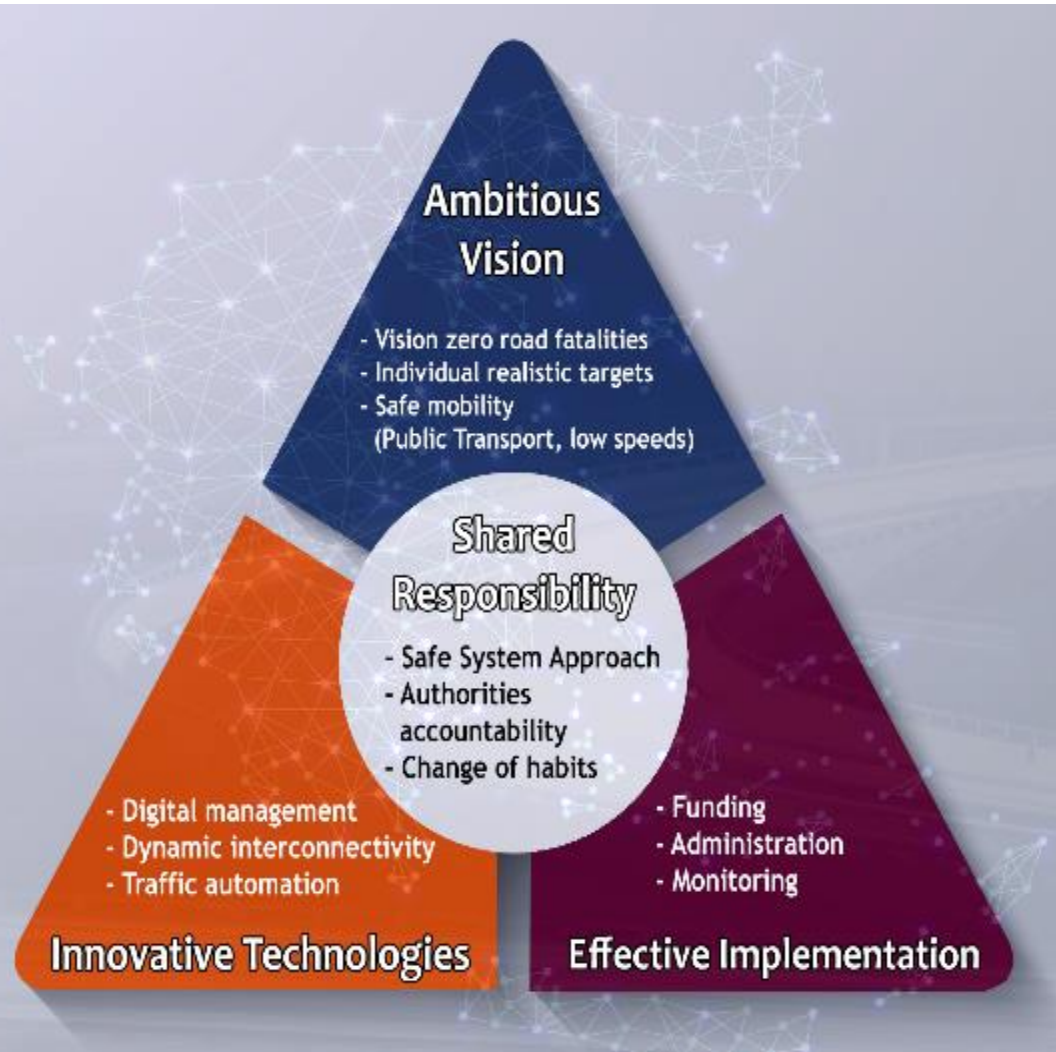 Ambitious
Vision
- Vision zero road fatalities
- Individual realistic targets
- Safe mobility
(Public Transport, low speeds)
Shared
Responsibility
- Safe System Approach
- Authorities
accountability
- Change of habits
- Digital management
- Dynamic interconnectivity
- Traffic automation
Innovative Technologies
- Funding
- Administration
- Monitoring
Effective Implementation